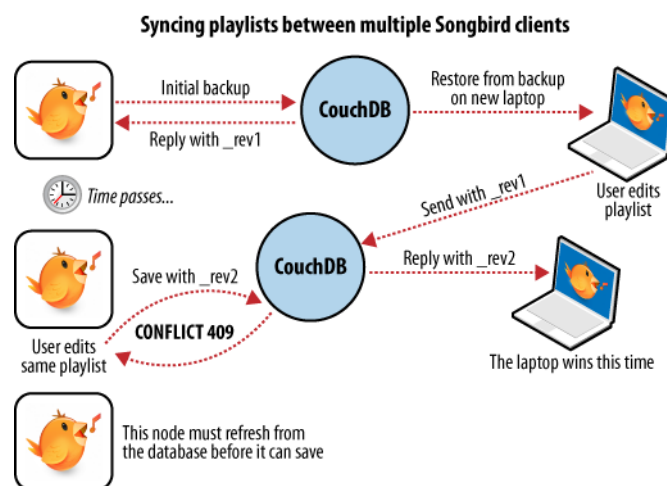 Syncing playlists between multiple Songbird clients
Initial backup
Reply with _rev1
CouchDB
Restore from backup
on new laptop
Time passes...
Send with _rev1
User edits
playlist
Save with _rev2
CONFLICT 409
User edits
same playlist
CouchDB
Reply with _rev2
The laptop wins this time
This node must refresh from
the database before it can save